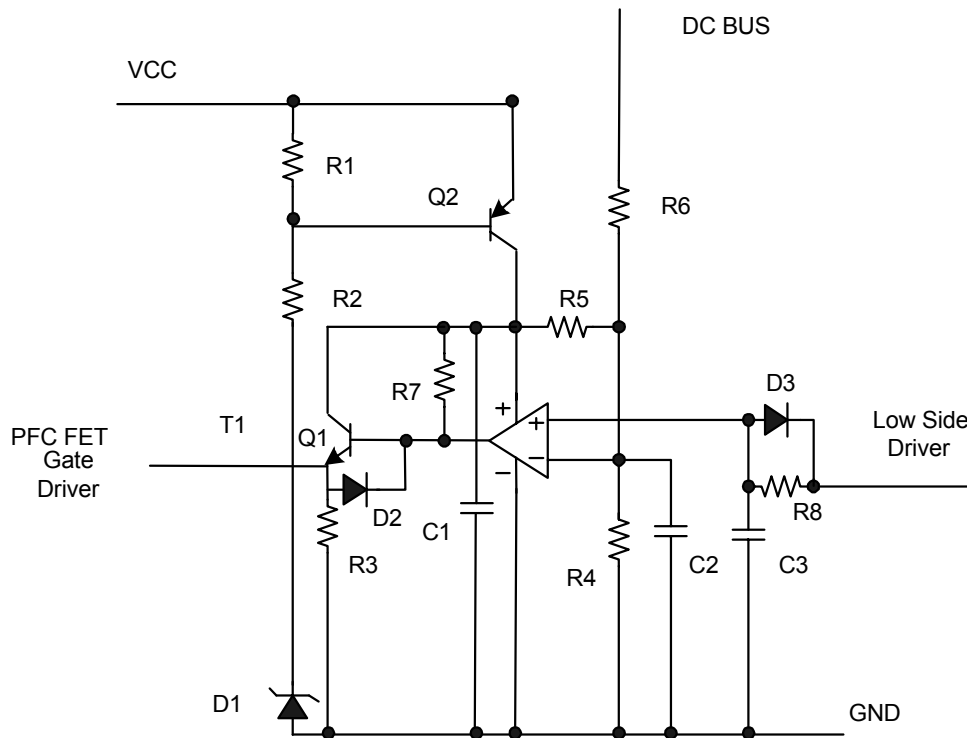 DC BUS
VCC
R1
Q2
R6
R2
R5
R7
D3
T1
Q1
PFC FET
Gate
Driver
+
+
−
−
Low Side
Driver
D2
C1
R8
R3
R4
C2
C3
D1
GND